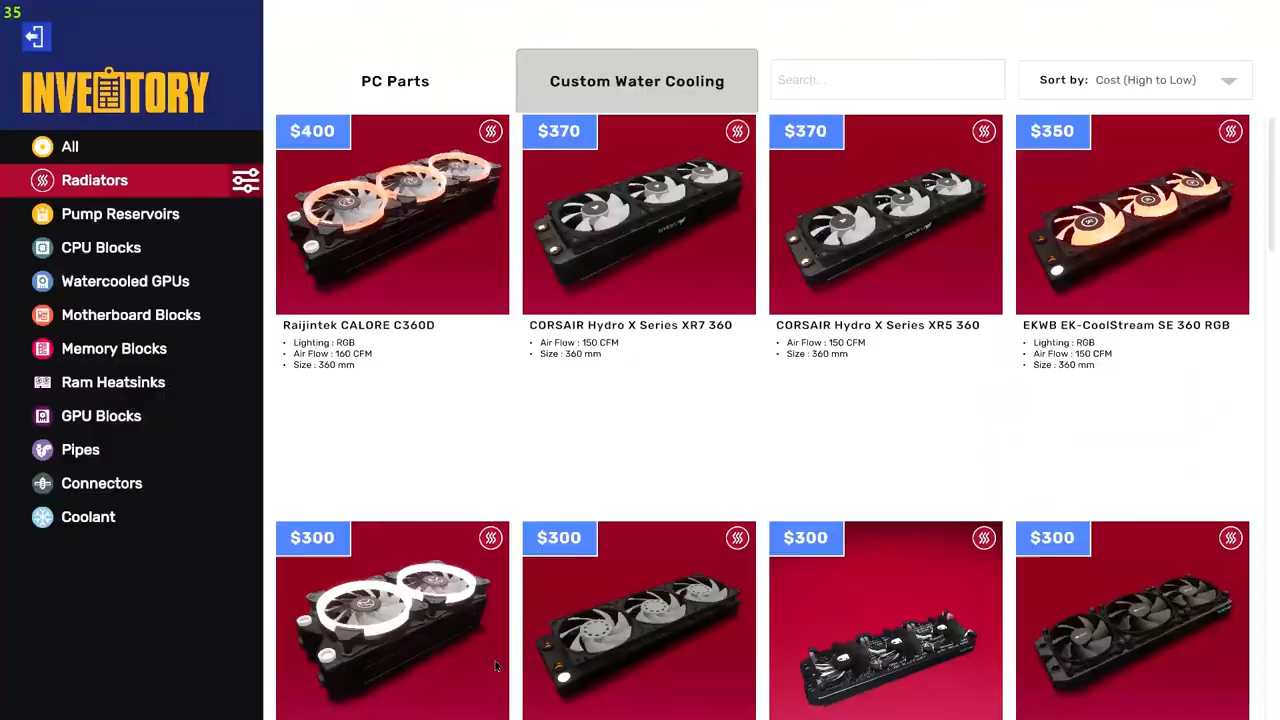 35
INVENTORY
All
Radiators
Pump Reservoirs
CPU Blocks
Watercooled GPUs
Motherboard Blocks
Memory Blocks
Ram Heatsinks
GPU Blocks
Pipes
Connectors
Coolant
PC Parts
Custom Water Cooling
Search...
Sort by: Cost (High to Low)
$400
$370
$370
$350
Raijintek CALORE C360D
• Lighting : RGB
• Air Flow : 160 CFM
• Size : 360 mm
CORSAIR Hydro X Series XR7 360
• Air Flow : 150 CFM
• Size : 360 mm
CORSAIR Hydro X Series XR5 360
• Air Flow : 150 CFM
• Size : 360 mm
EKWB EK-CoolStream SE 360 RGB
• Lighting : RGB
• Air Flow : 150 CFM
• Size : 360 mm
$300
$300
$300
$300